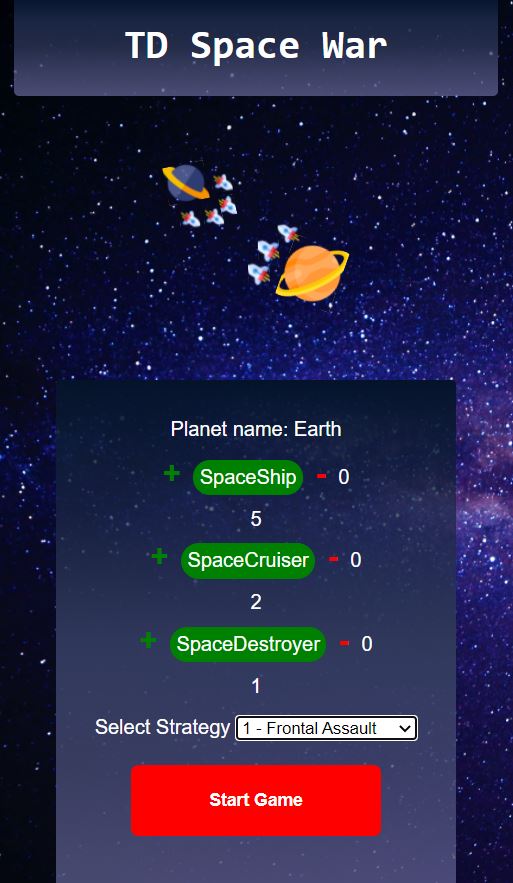 TD Space War
Planet name: Earth
+ SpaceShip - 0
5
+ SpaceCruiser - 0
2
+ SpaceDestroyer - 0
1
Select Strategy 1 - Frontal Assault
Start Game